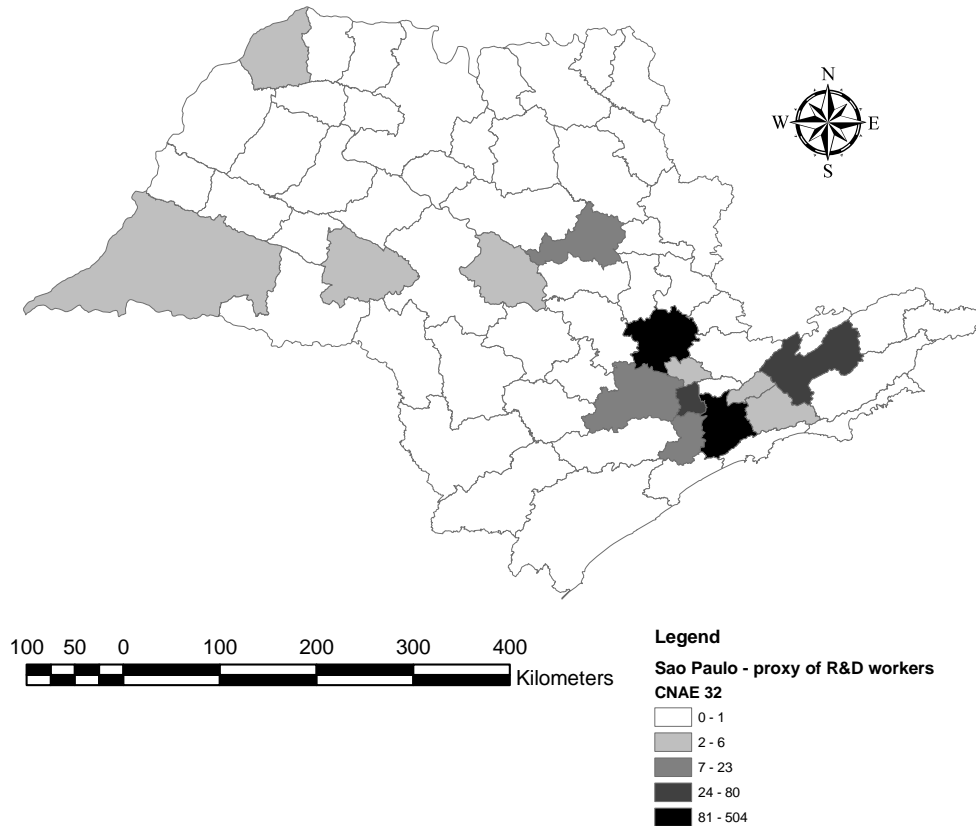 N
W E
S
100 50 0 100 200 300 400
Kilometers
Legend
Sao Paulo - proxy of R&D workers
CNAE 32
0 - 1
2 - 6
7 - 23
24 - 80
81 - 504